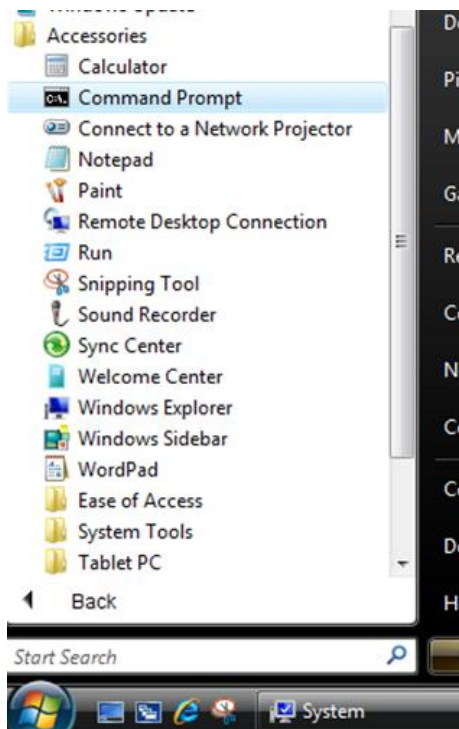 Accessories
Calculator
Command Prompt
Connect to a Network Projector
Notepad
Paint
Remote Desktop Connection
Run
Snipping Tool
Sound Recorder
Sync Center
Welcome Center
Windows Explorer
Windows Sidebar
WordPad
Ease of Access
System Tools
Tablet PC
Back
Start Search
System